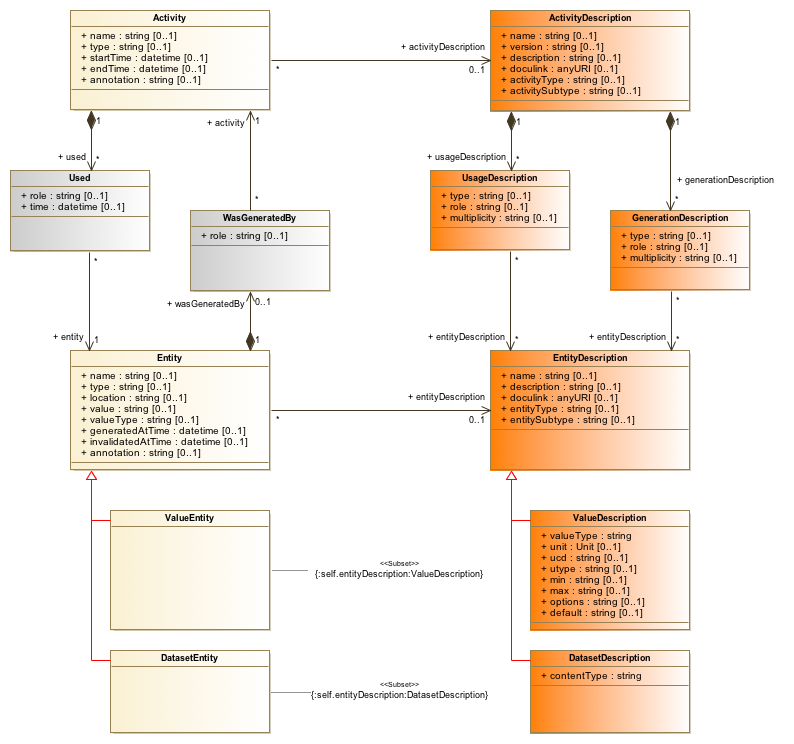 Activity
+ name : string [0..1]
+ type : string [0..1]
+ startTime : datetime [0..1]
+ endTime : datetime [0..1]
+ annotation : string [0..1]
ActivityDescription
+ name : string [0..1]
+ version : string [0..1]
+ description : string [0..1]
+ doculink : anyURI [0..1]
+ activityType : string [0..1]
+ activitySubtype : string [0..1]
+ activityDescription
*
0..1
1
+ used
*
+ activity
1
*
1
+ usageDescription
*
1
+ generationDescription
*
Used
+ role : string [0..1]
+ time : datetime [0..1]
WasGeneratedBy
+ role : string [0..1]
UsageDescription
+ type : string [0..1]
+ role : string [0..1]
+ multiplicity : string [0..1]
GenerationDescription
+ type : string [0..1]
+ role : string [0..1]
+ multiplicity : string [0..1]
*
+ entity
1
+ wasGeneratedBy
0..1
1
*
+ entityDescription
*
*
+ entityDescription
*
Entity
+ name : string [0..1]
+ type : string [0..1]
+ location : string [0..1]
+ value : string [0..1]
+ valueType : string [0..1]
+ generatedAtTime : datetime [0..1]
+ invalidatedAtTime : datetime [0..1]
+ annotation : string [0..1]
+ entityDescription
*
0..1
EntityDescription
+ name : string [0..1]
+ description : string [0..1]
+ doculink : anyURI [0..1]
+ entityType : string [0..1]
+ entitySubtype : string [0..1]
ValueEntity
<<Subset>>
{:self.entityDescription:ValueDescription}
ValueDescription
+ valueType : string
+ unit : Unit [0..1]
+ ucd : string [0..1]
+ utype : string [0..1]
+ min : string [0..1]
+ max : string [0..1]
+ options : string [0..1]
+ default : string [0..1]
DatasetEntity
<<Subset>>
{:self.entityDescription:DatasetDescription}
DatasetDescription
+ contentType : string